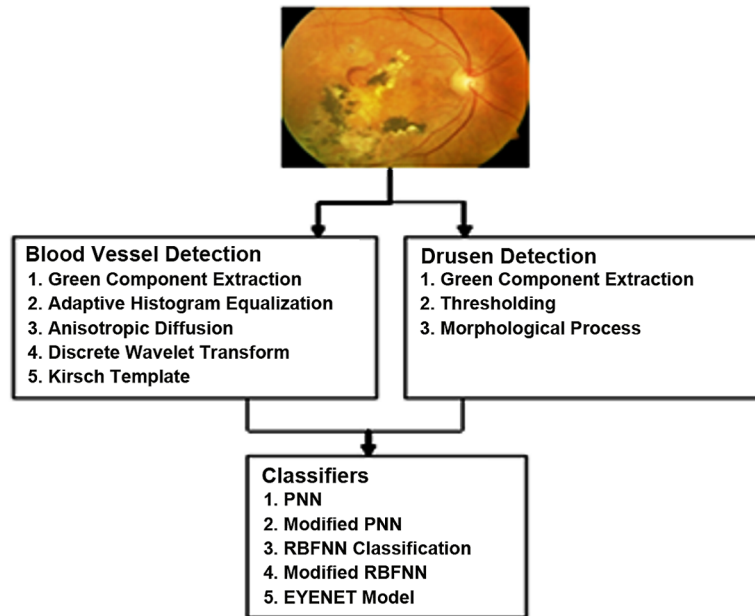 Blood Vessel Detection
1. Green Component Extraction
2. Adaptive Histogram Equalization
3. Anisotropic Diffusion
4. Discrete Wavelet Transform
5. Kirsch Template
Drusen Detection
1. Green Component Extraction
2. Thresholding
3. Morphological Process
Classifiers
1. PNN
2. Modified PNN
3. RBFNN Classification
4. Modified RBFNN
5. EYENET Model